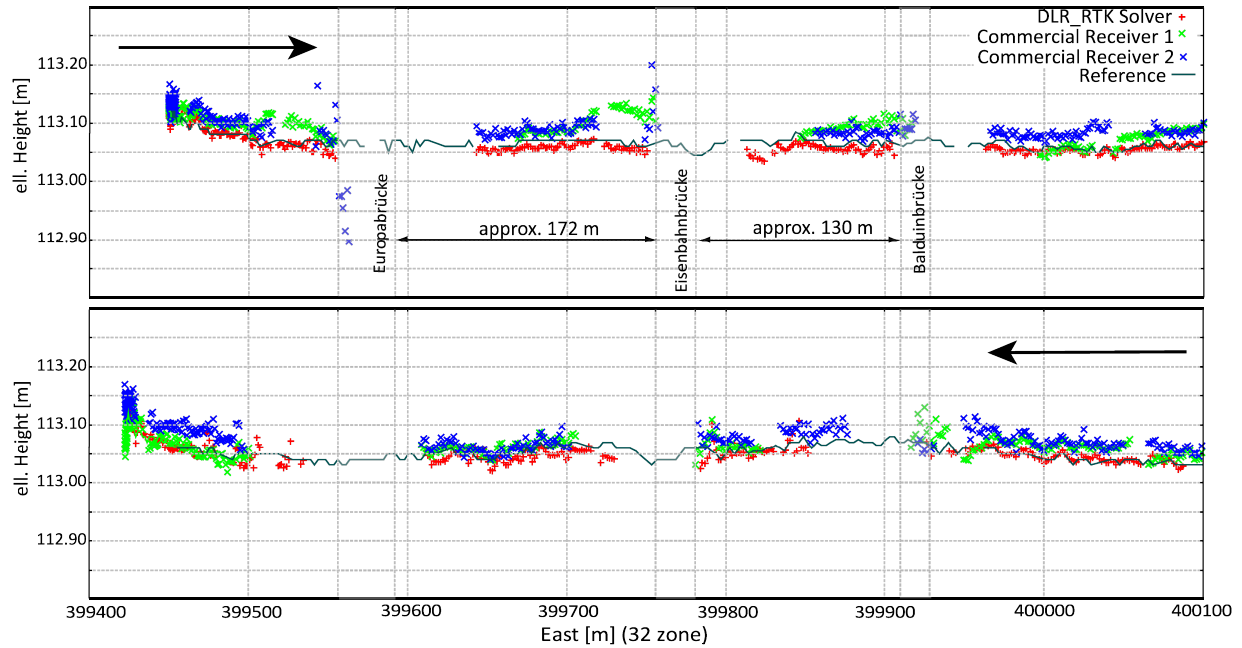 DLR_RTK Solver
Commercial Receiver 1
Commercial Receiver 2
Reference
ell. Height [m]
113.20
113.10
113.00
112.90
Europabrücke
approx. 172 m
Eisenbahnbrücke
approx. 130 m
Balduinbrücke
ell. Height [m]
113.20
113.10
113.00
112.90
399400 399500 399600 399700 399800 399900 400000 400100
East [m] (32 zone)